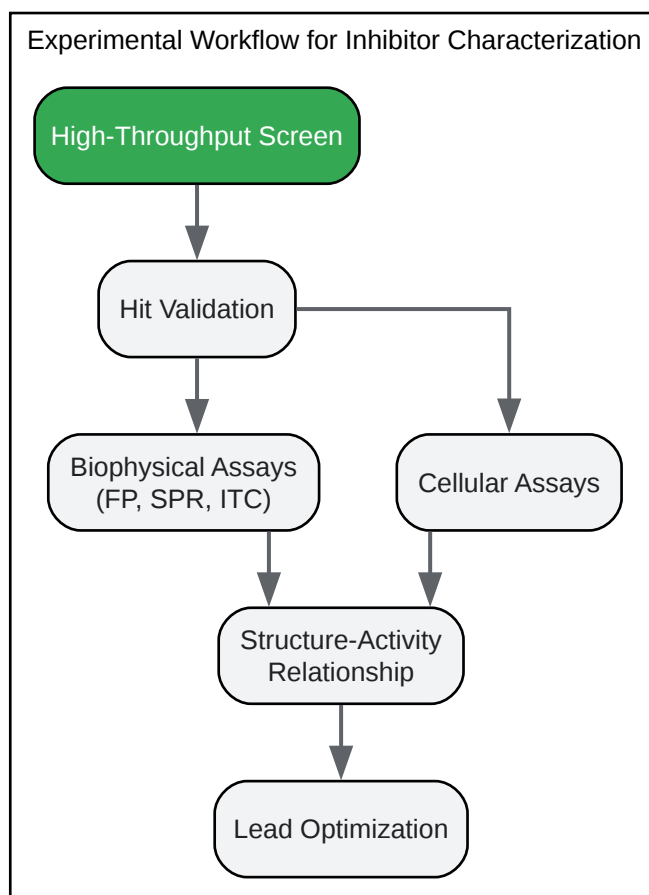 Experimental Workflow for Inhibitor Characterization
High-Throughput Screen
Hit Validation
Biophysical Assays
(FP, SPR, ITC)
Cellular Assays
Structure-Activity
Relationship
Lead Optimization